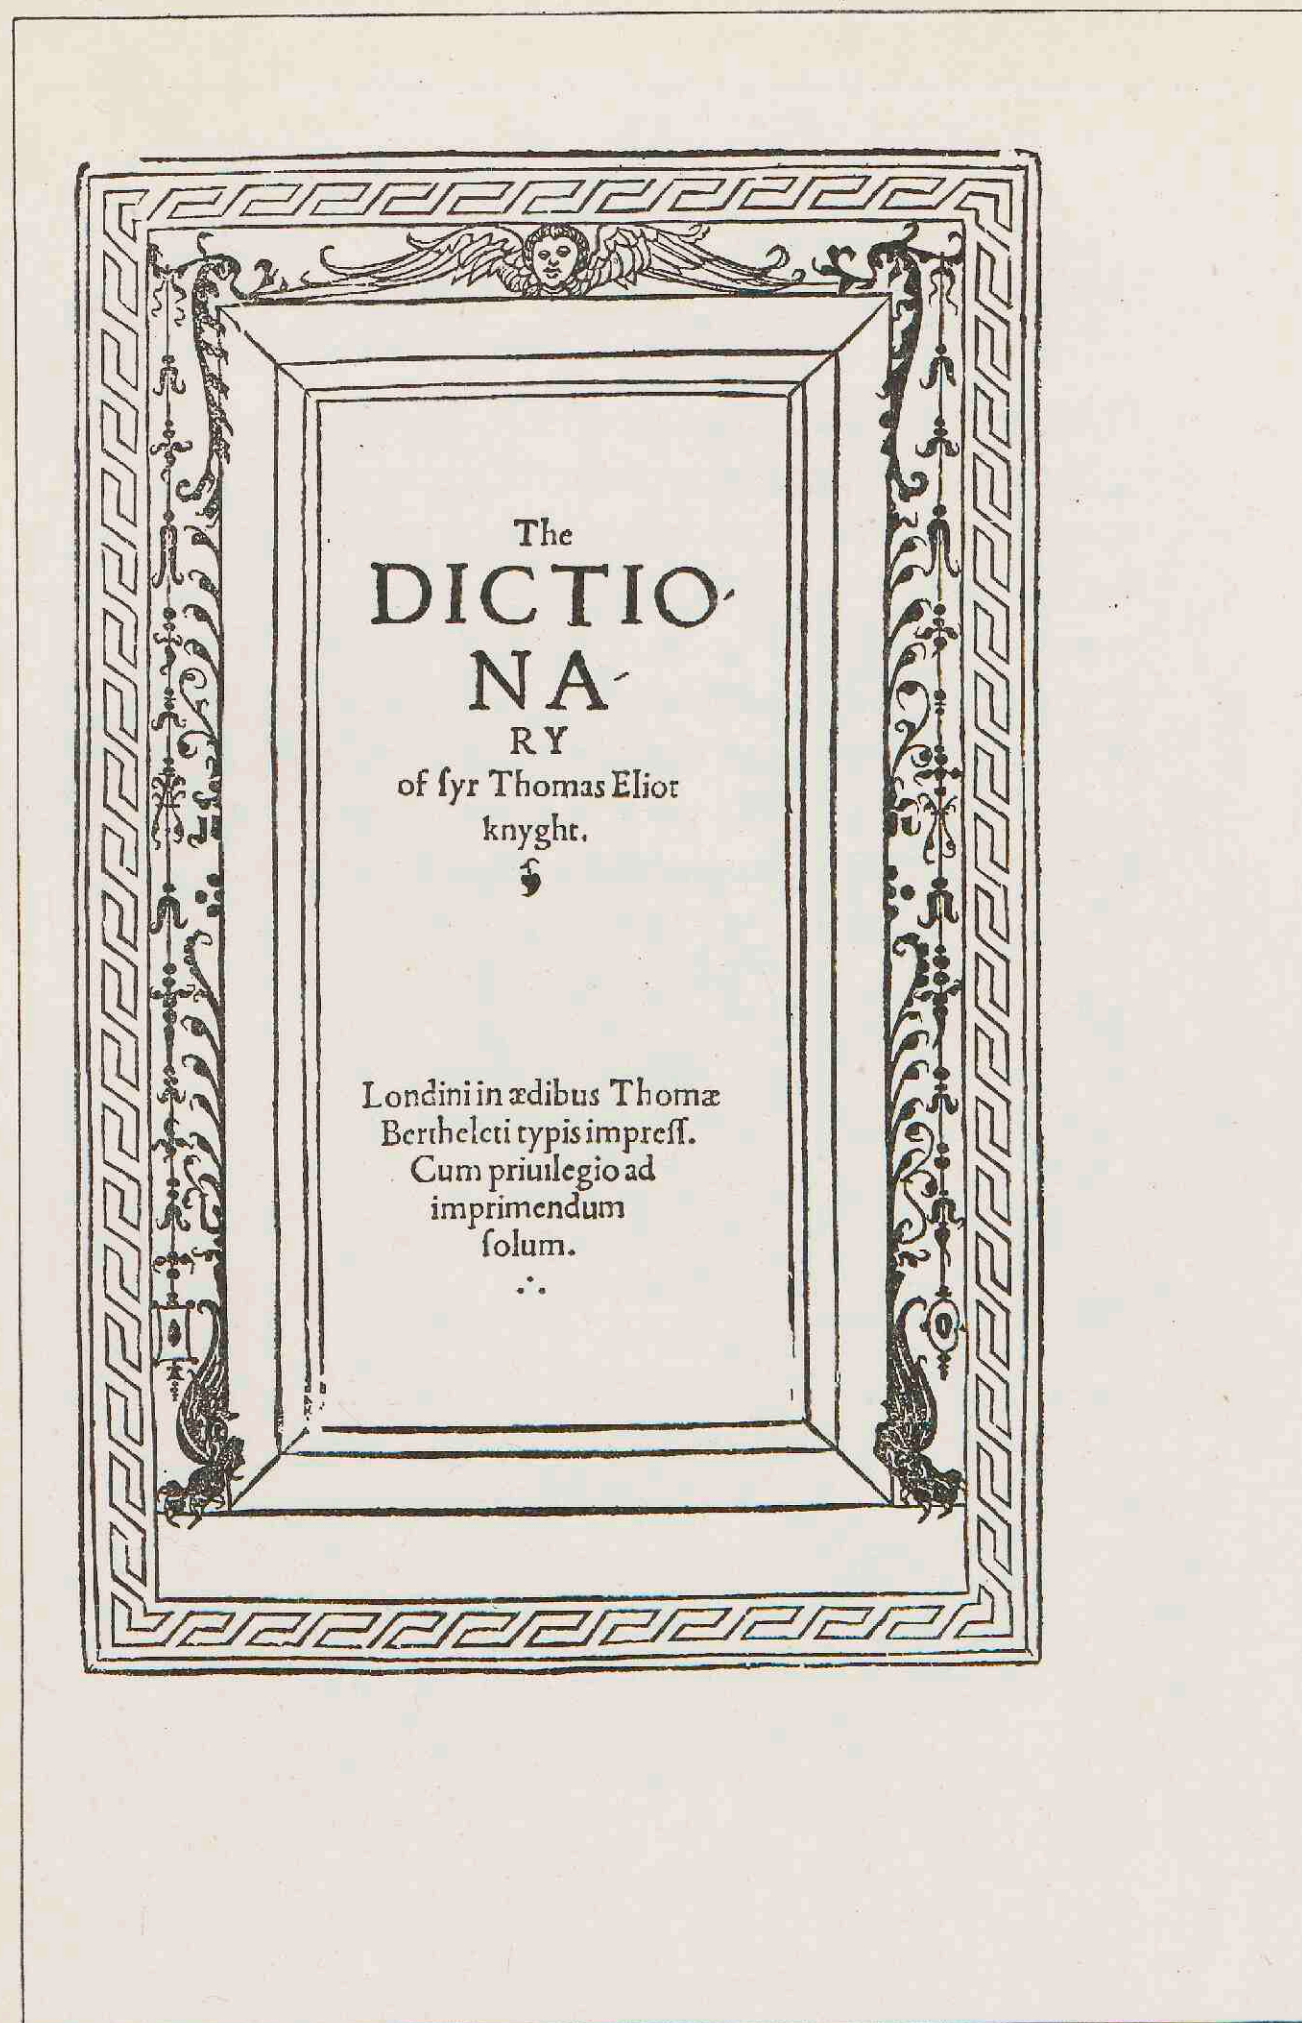 The
DICTIO-
NA-
RY
of ſyr Thomas Eliot
knyght.
Londini in ædibus Thomæ
Bertheleti typis impreſſ.
Cum priuilegio ad
imprimendum
ſolum.